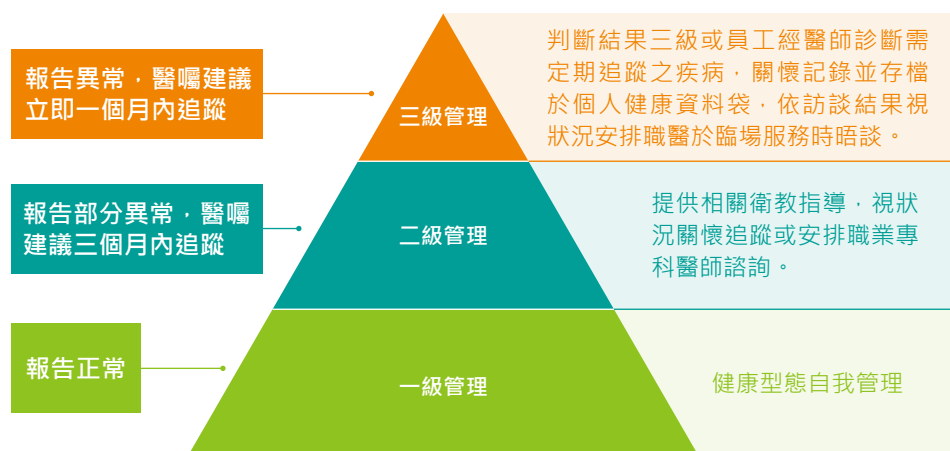 報告異常，醫囑建議
立即一個月內追蹤
三級管理
判斷結果三級或員工經醫師診斷需
定期追蹤之疾病，關懷記錄並存檔
於個人健康資料袋，依訪談結果視
狀況安排職醫於臨場服務時晤談。
報告部分異常，醫囑
建議三個月內追蹤
二級管理
提供相關衛教指導，視狀
況關懷追蹤或安排職業專
科醫師諮詢。
報告正常
一級管理
健康型態自我管理